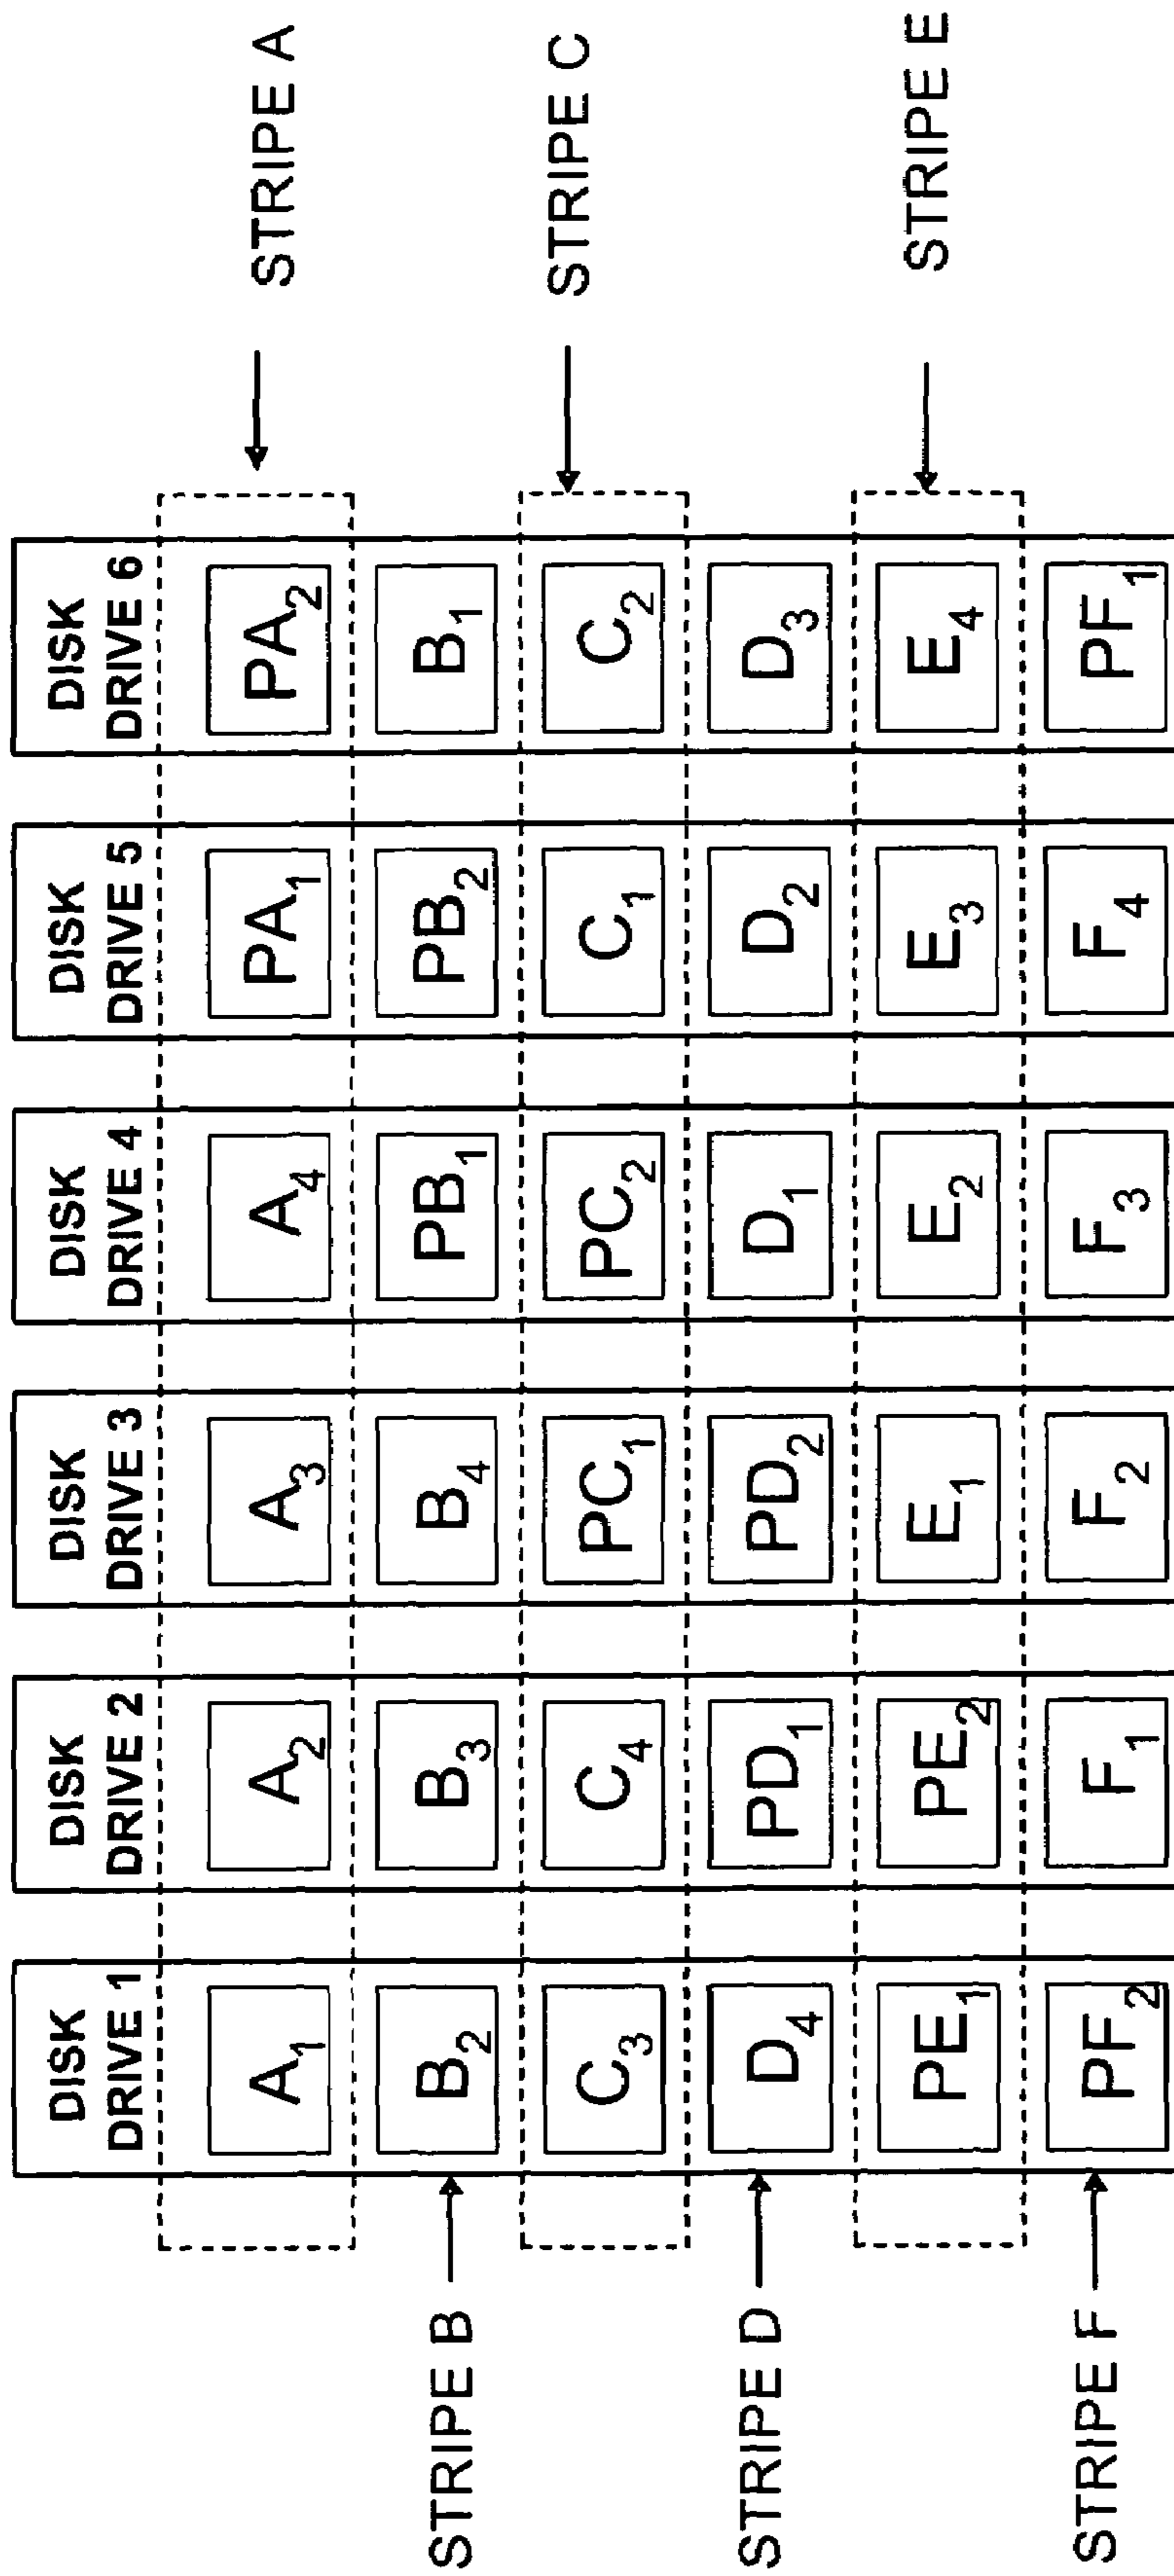 DISK DRIVE 1 DISK DRIVE 2 DISK DRIVE 3 DISK DRIVE 4 DISK DRIVE 5 DISK DRIVE 6
A1 A2 A3 A4 PA1 PA2 STRIPE A
STRIPE B B2 B3 B4 PB1 PB2 B1
C3 C4 PC1 PC2 C1 C2 STRIPE C
STRIPE D D4 PD1 PD2 D1 D2 D3
PE1 PE2 E1 E2 E3 E4 STRIPE E
STRIPE F PF2 F1 F2 F3 F4 PF1